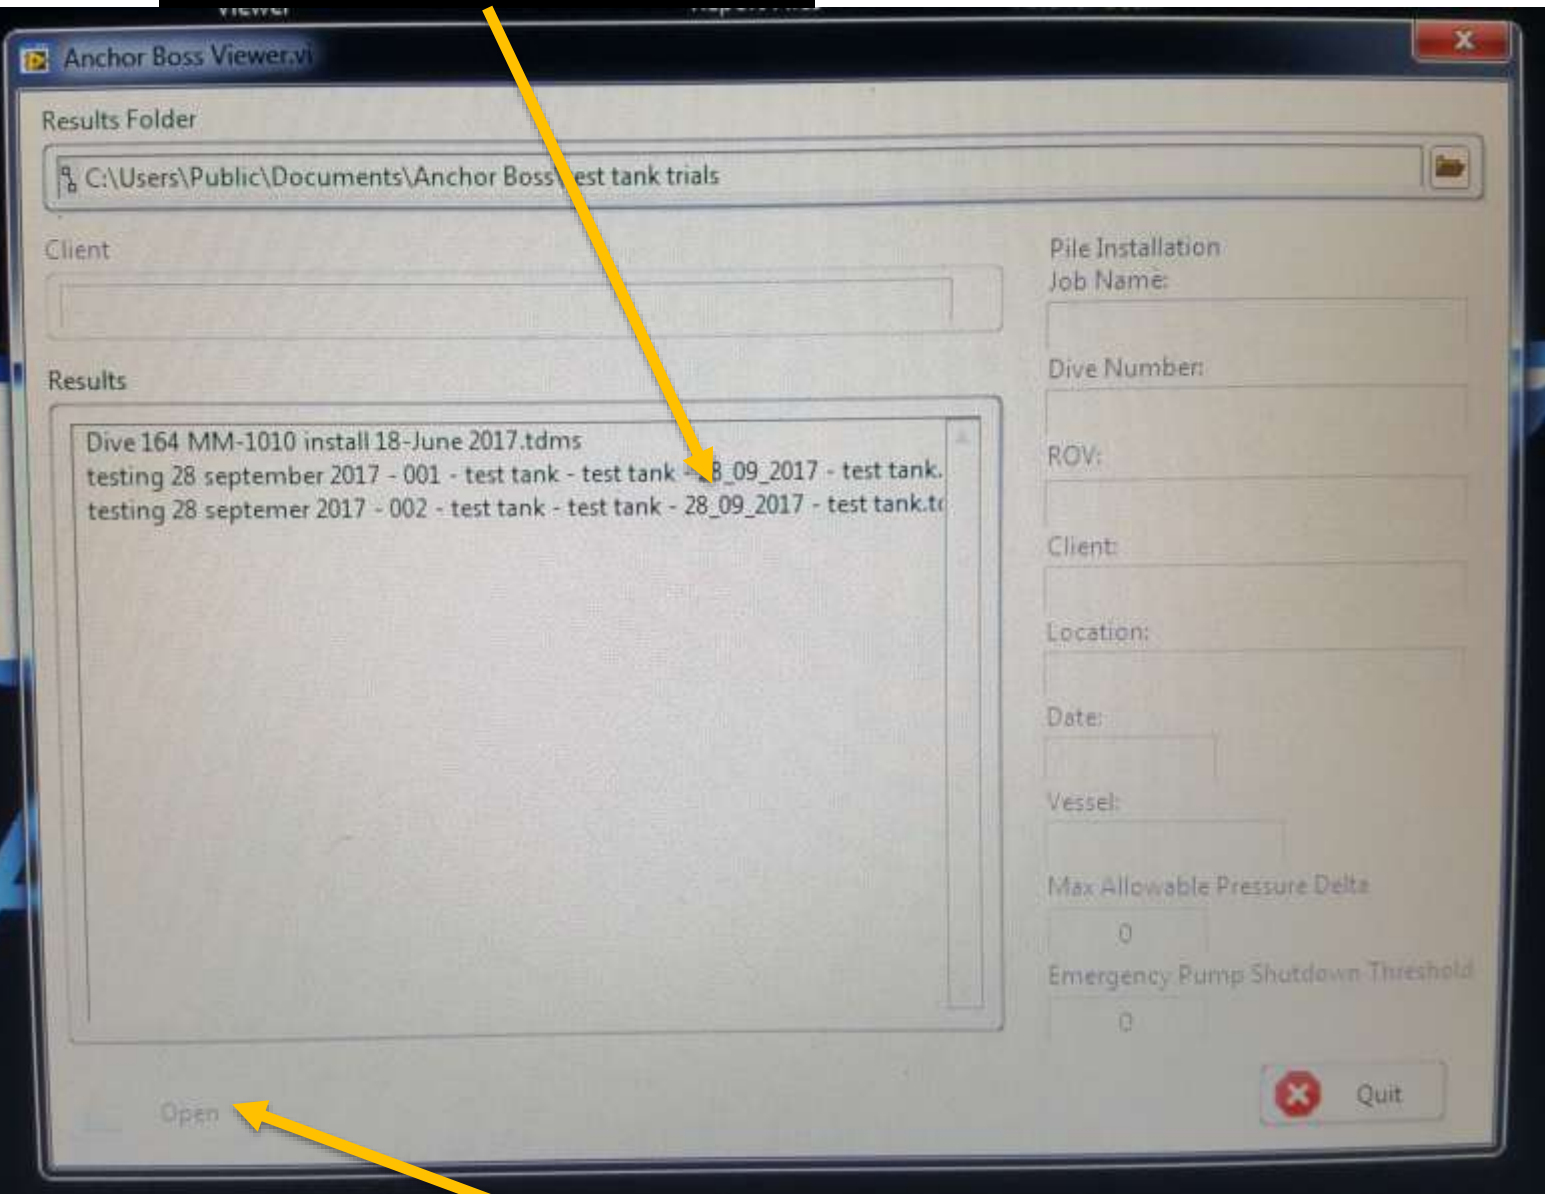 Viewer
Anchor Boss Viewer.vi
X
Results Folder
C:\Users\Public\Documents\Anchor Boss\ est tank trials
Client
Results
Dive 164 MM-1010 install 18-June 2017.tdms
testing 28 september 2017 - 001 - test tank - test tank - 28_09_2017 - test tank.
testing 28 septemer 2017 - 002 - test tank - test tank - 28_09_2017 - test tank.t
Pile Installation
Job Name:
Dive Number:
ROV:
Client:
Location:
Date:
Vessel:
Max Allowable Pressure Delta
0
Emergency Pump Shutdown Threshold
0
Open
Quit